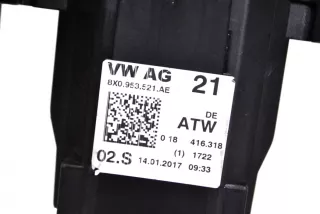 VW AG 21
8X0.953.521.AE
DE
ATW
0 18 416.318
(1) 1722
02.S 14.01.2017 09:33